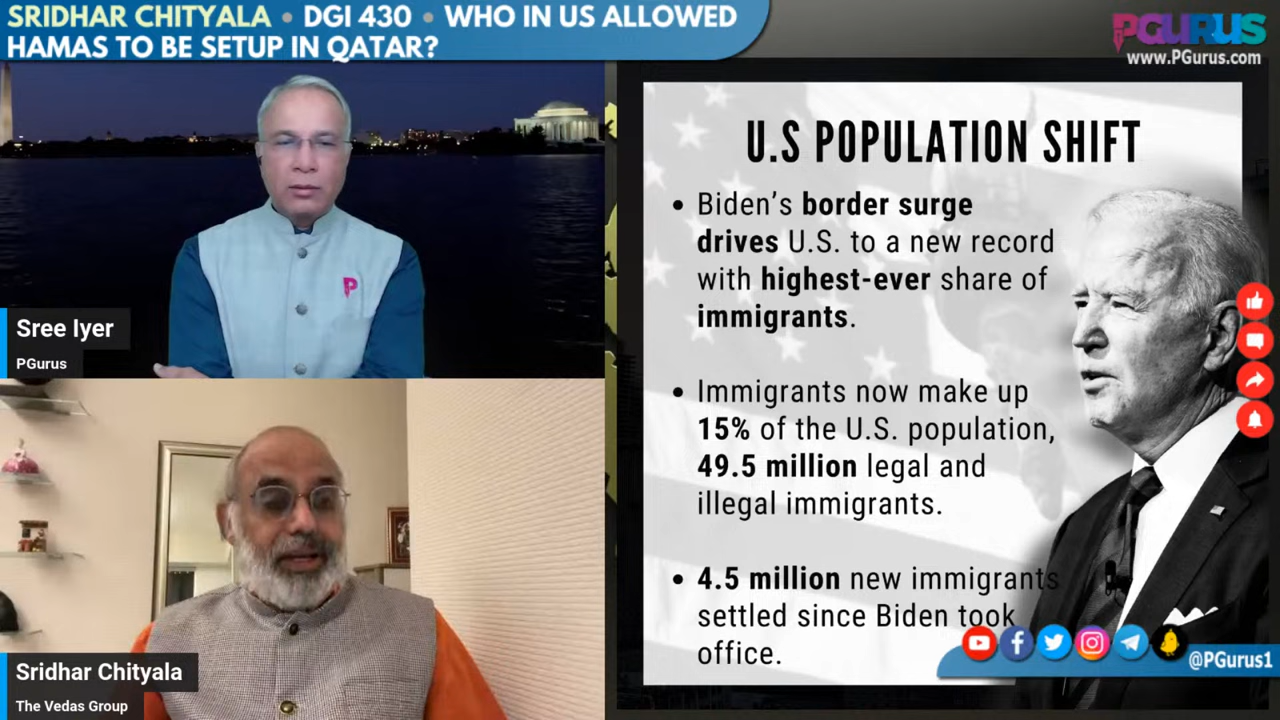 SRIDHAR CHITYALA • DGI 430 • WHO IN US ALLOWED
HAMAS TO BE SETUP IN QATAR?
PGURUS
www.PGurus.com
P
Sree Iyer
PGurus
Sridhar Chityala
The Vedas Group
U.S POPULATION SHIFT
• Biden's border surge
drives U.S. to a new record
with highest-ever share of
immigrants.
• Immigrants now make up
15% of the U.S. population,
49.5 million legal and
illegal immigrants.
• 4.5 million new immigrants
settled since Biden took
office.
@PGurus1